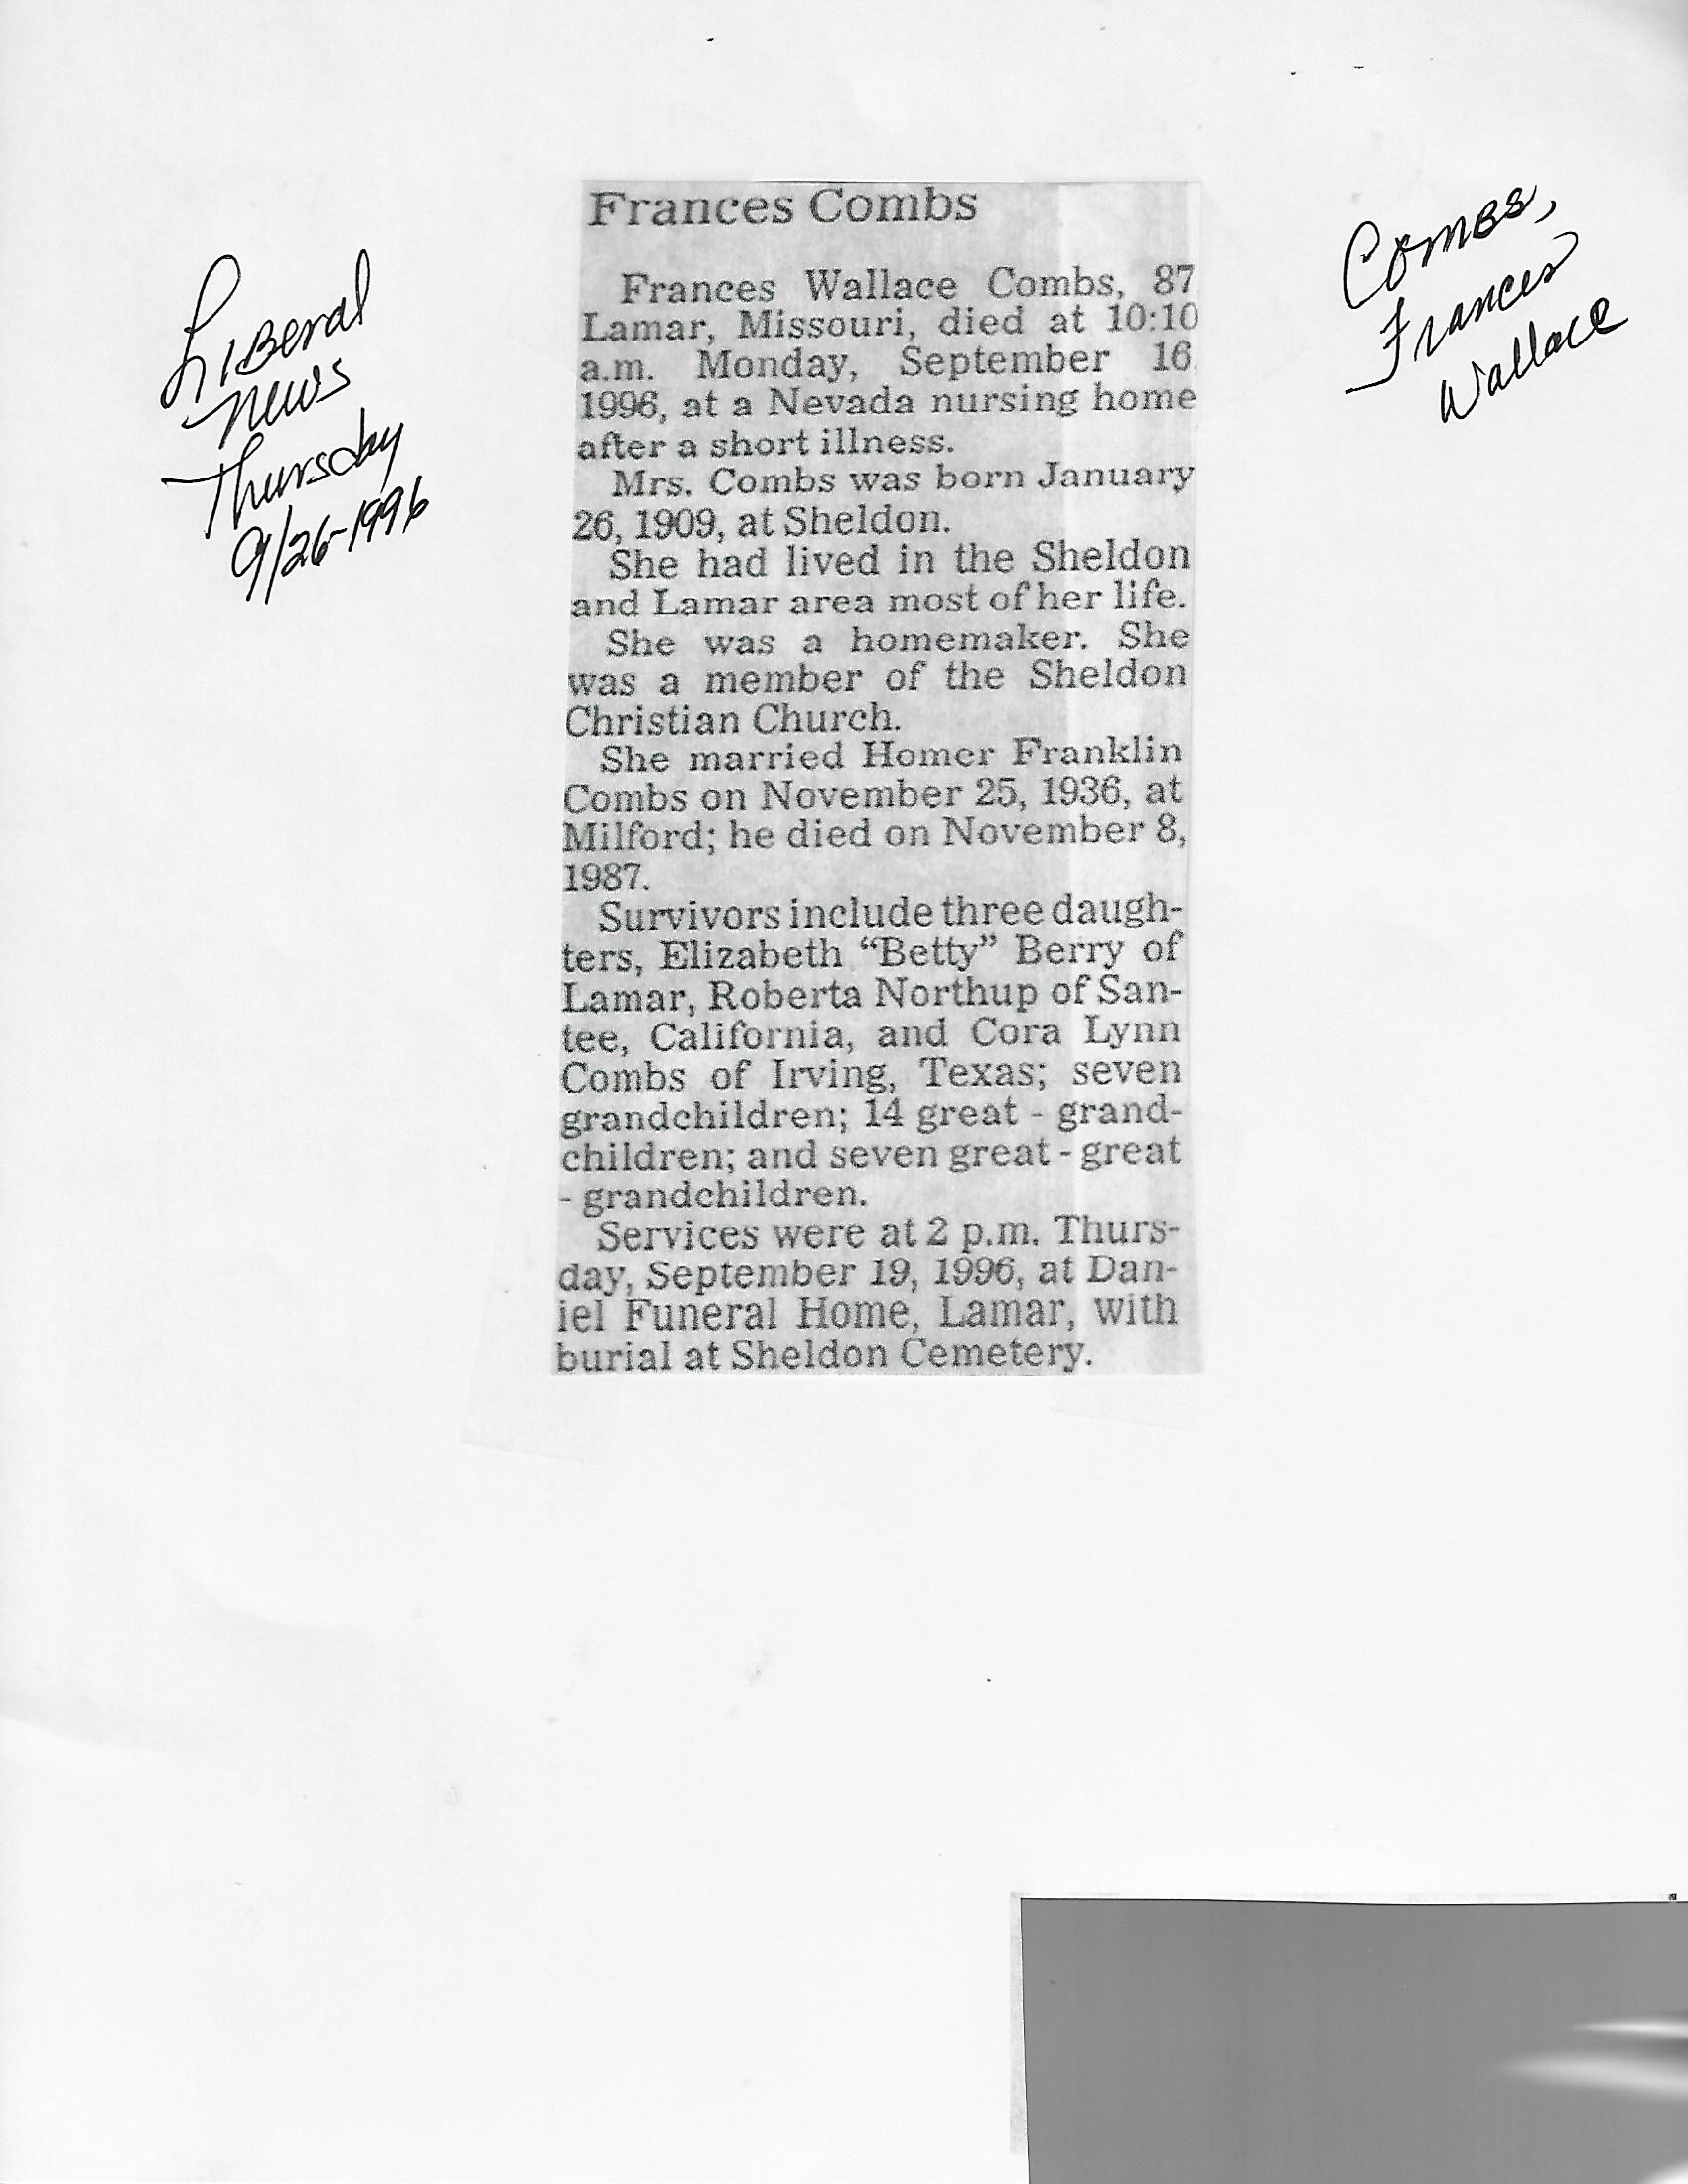 Liberal
News
Thursday
9/26-1996
Combs,
Frances
Wallace
Frances Combs
Frances Wallace Combs, 87
Lamar, Missouri, died at 10:10
a.m. Monday, September 16,
1996, at a Nevada nursing home
after a short illness.
Mrs. Combs was born January
26, 1909, at Sheldon.
She had lived in the Sheldon
and Lamar area most of her life.
She was a homemaker. She
was a member of the Sheldon
Christian Church.
She married Homer Franklin
Combs on November 25, 1936, at
Milford; he died on November 8,
1987.
Survivors include three daugh-
ters, Elizabeth “Betty” Berry of
Lamar, Roberta Northup of San-
tee, California, and Cora Lynn
Combs of Irving, Texas; seven
grandchildren; 14 great - grand-
children; and seven great - great
- grandchildren.
Services were at 2 p.m. Thurs-
day, September 19, 1996, at Dan-
iel Funeral Home, Lamar, with
burial at Sheldon Cemetery.